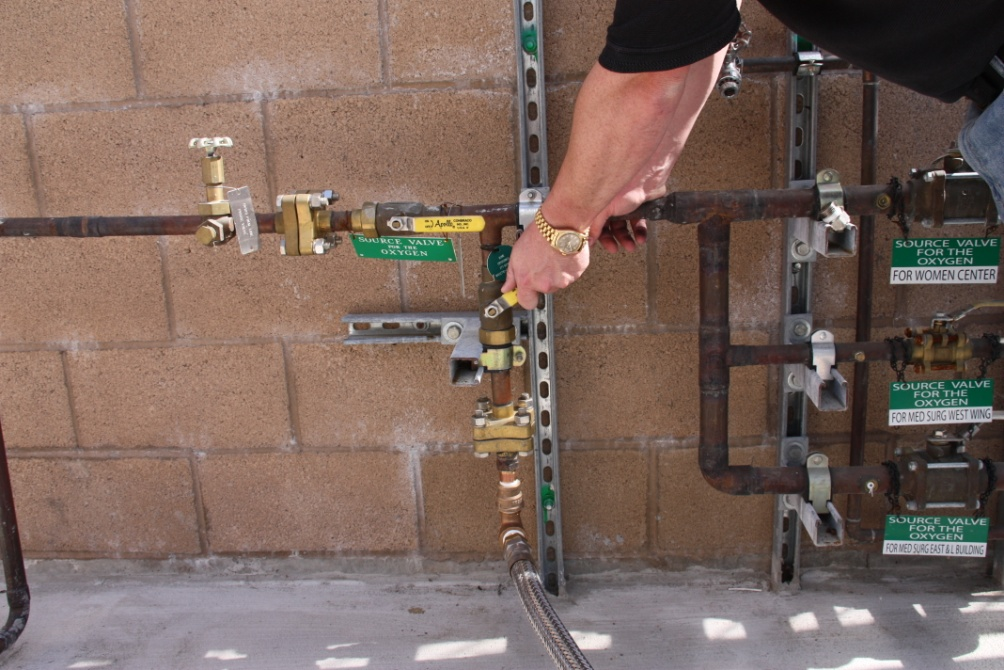 Apollo
SOURCE VALVE
FOR THE
OXYGEN
SOURCE VALVE
FOR THE
OXYGEN
FOR WOMEN CENTER
SOURCE VALVE
FOR THE
OXYGEN
FOR MED SURG WEST WING
SOURCE VALVE
FOR THE
OXYGEN
FOR MED SURG EAST & L BUILDING